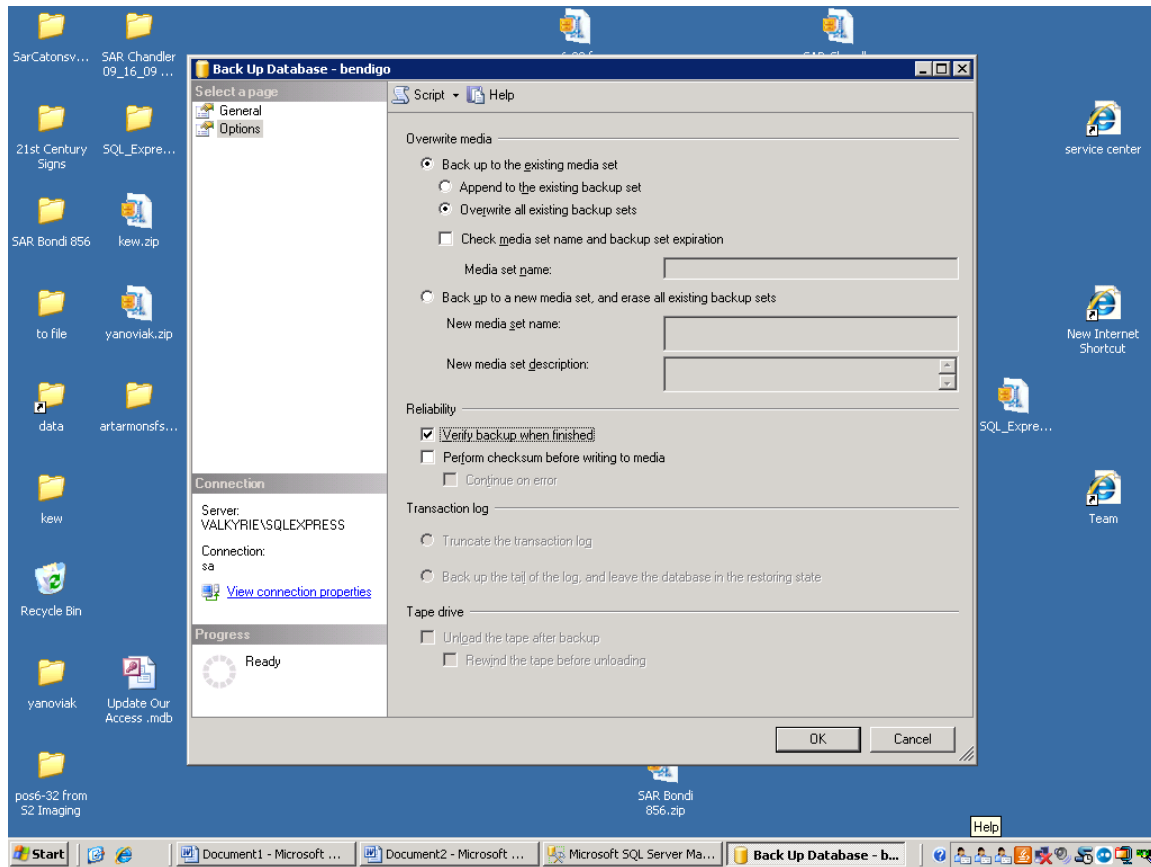 SarCatonsv...
SAR Chandler
09_16_09 ...
21st Century
Signs
SQL_Expre...
SAR Bondi 856
kew.zip
to file
yanoviak.zip
data
artarmonsfs...
kew
Recycle Bin
yanoviak
Update Our
Access .mdb
pos6-32 from
S2 Imaging
Back Up Database - bendigo
Select a page
General
Options
Script
Help
Overwrite media
Back up to the existing media set
Append to the existing backup set
Overwrite all existing backup sets
Check media set name and backup set expiration
Media set name:
Back up to a new media set, and erase all existing backup sets
New media set name:
New media set description:
Reliability
Verify backup when finished
Perform checksum before writing to media
Continue on error
Transaction log
Truncate the transaction log
Back up the tail of the log, and leave the database in the restoring state
Tape drive
Unload the tape after backup
Rewind the tape before unloading
Connection
Server:
VALKYRIE\SQLEXPRESS
Connection:
sa
View connection properties
Progress
Ready
OK
Cancel
service center
New Internet
Shortcut
SQL_Expre...
Team
SAR Bondi
856.zip
Help
Start
Document1 - Microsoft ...
Document2 - Microsoft ...
Microsoft SQL Server Ma...
Back Up Database - b...